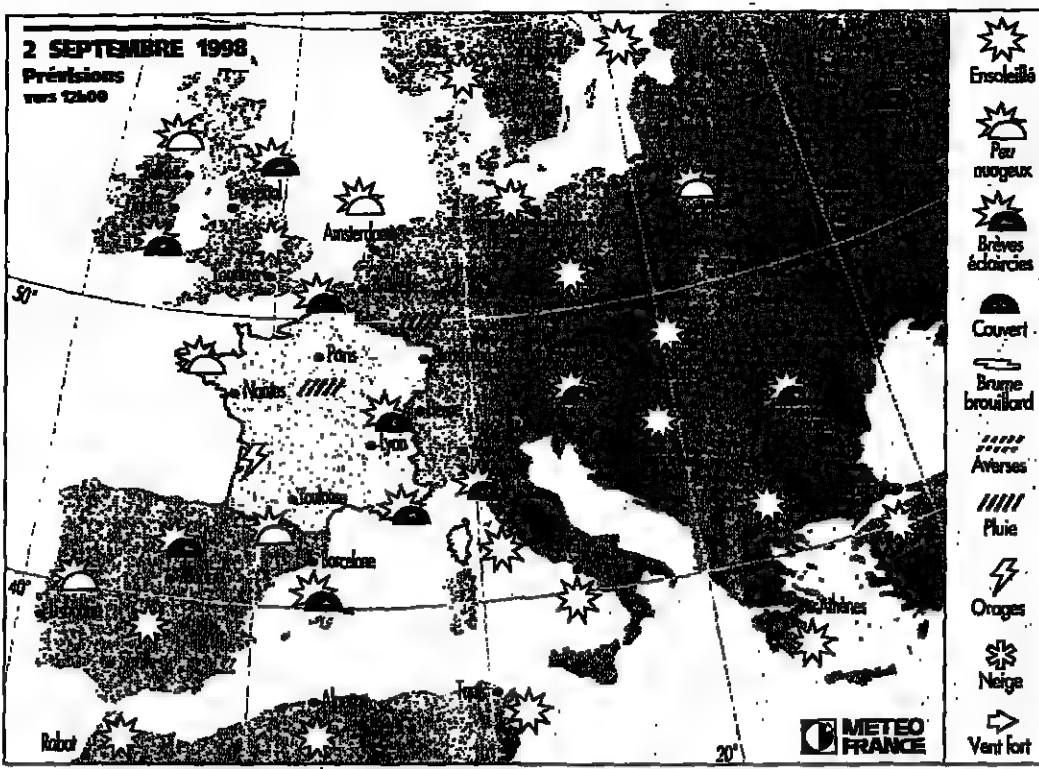 2 SEPTEMBRE 1998
Prévisions
vers 12h00
Amsterdam
50°
Paris
Nantes
Lyon
Toulouse
Barcelone
40°
Athènes
Rabat
20°
METEO
FRANCE
Ensoleillé
Peu
nuageux
Brèves
éclaircies
Couvert
Brume
brouillard
Averses
Pluie
Orages
Neige
Vent fort